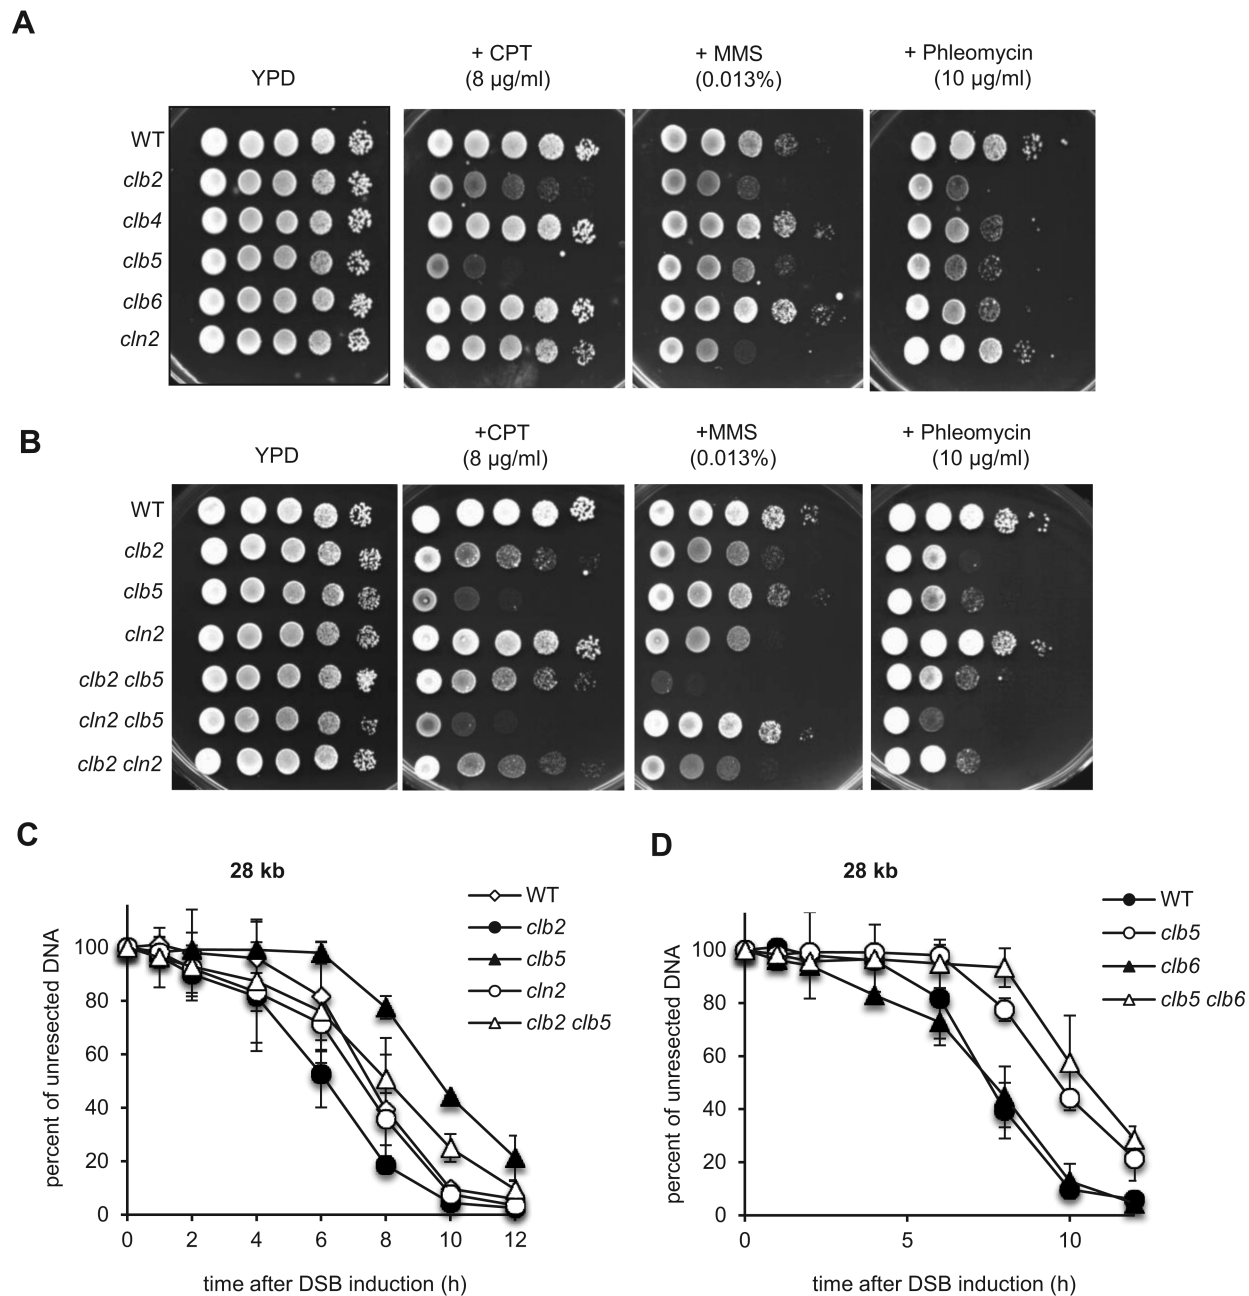 A
YPD
+ CPT
(8 µg/ml)
+ MMS
(0.013%)
+ Phleomycin
(10 µg/ml)
WT
clb2
clb4
clb5
clb6
cln2
B
YPD
+CPT
(8 µg/ml)
+MMS
(0.013%)
+ Phleomycin
(10 µg/ml)
WT
clb2
clb5
cln2
clb2 clb5
cln2 clb5
clb2 cln2
C
28 kb
WT
clb2
clb5
cln2
clb2 clb5
percent of unresected DNA
100
80
60
40
20
0
0 2 4 6 8 10 12
time after DSB induction (h)
D
28 kb
WT
clb5
clb6
clb5 clb6
percent of unresected DNA
100
80
60
40
20
0
0 5 10
time after DSB induction (h)